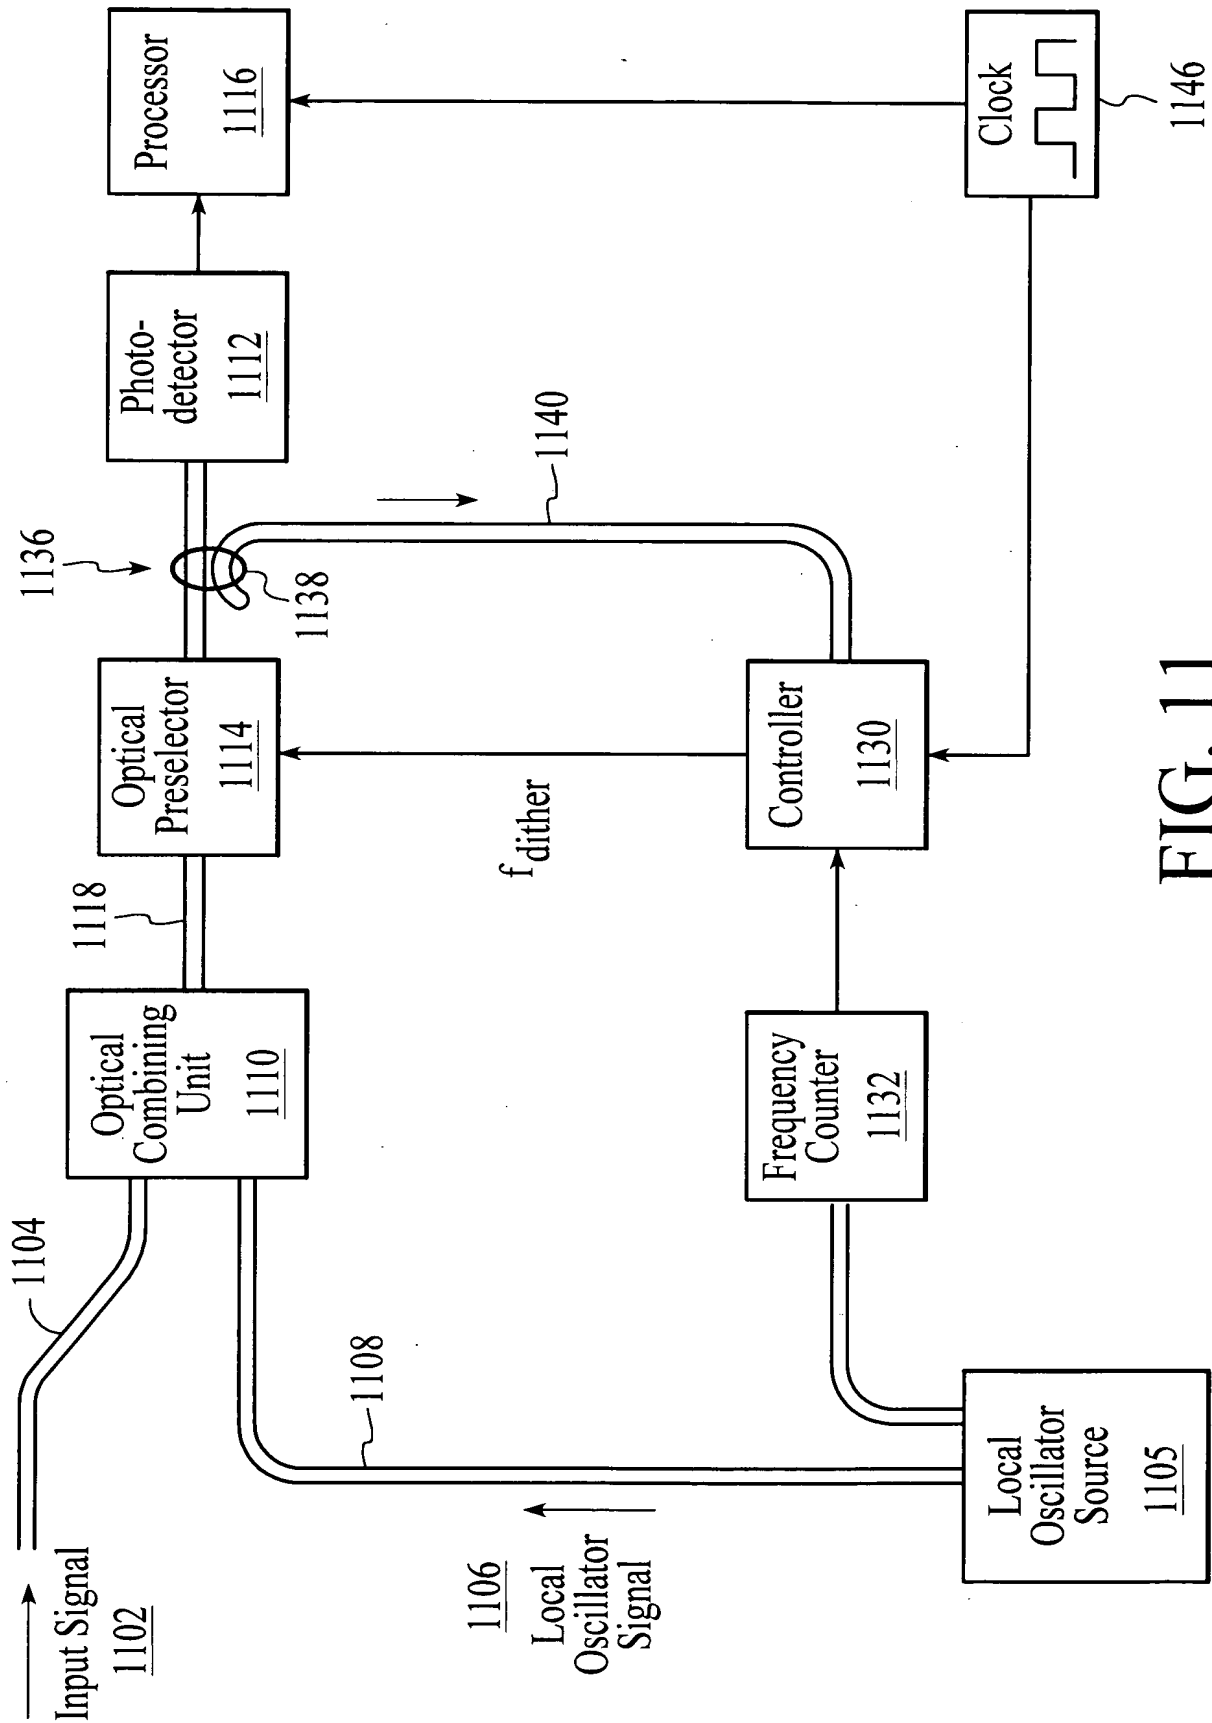 Input Signal
1102
1104
Optical
Combining
Unit
1110
1118
Optical
Preselector
1114
1136
1138
Photo-
detector
1112
Processor
1116
1106
Local
Oscillator
Signal
1108
f dither
1140
Frequency
Counter
1132
Controller
1130
Local
Oscillator
Source
1105
Clock
1146
FIG. 11